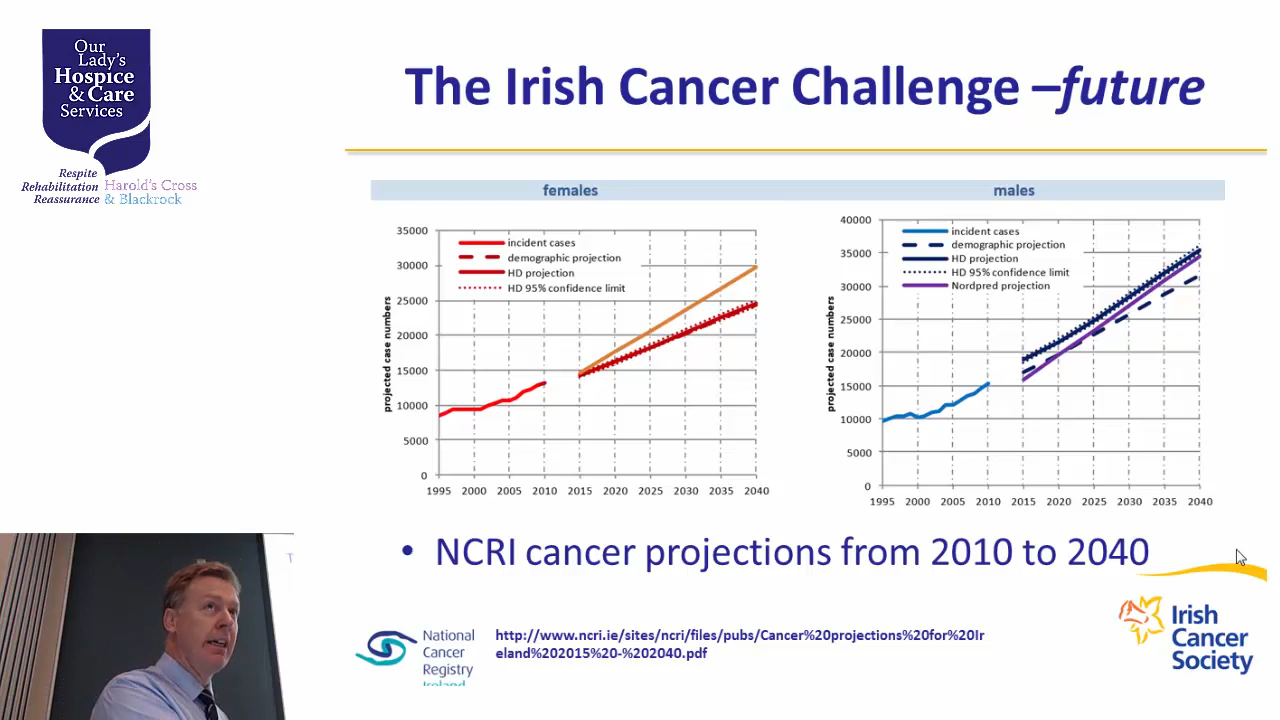 Our
Lady's
Hospice
& Care
Services
Respite
Rehabilitation
Reassurance
Harold's Cross
& Blackrock
The Irish Cancer Challenge –future
females
males
35000
30000
25000
20000
15000
10000
5000
0
projected case numbers
incident cases
demographic projection
HD projection
HD 95% confidence limit
1995 2000 2005 2010 2015 2020 2025 2030 2035 2040
40000
35000
30000
25000
20000
15000
10000
5000
0
projected case numbers
incident cases
demographic projection
HD projection
HD 95% confidence limit
Nordpred projection
1995 2000 2005 2010 2015 2020 2025 2030 2035 2040
• NCRI cancer projections from 2010 to 2040
National
Cancer
Registry
Ireland
http://www.ncri.ie/sites/ncri/files/pubs/Cancer%20projections%20for%20Ir
eland%202015%20-%202040.pdf
Irish
Cancer
Society